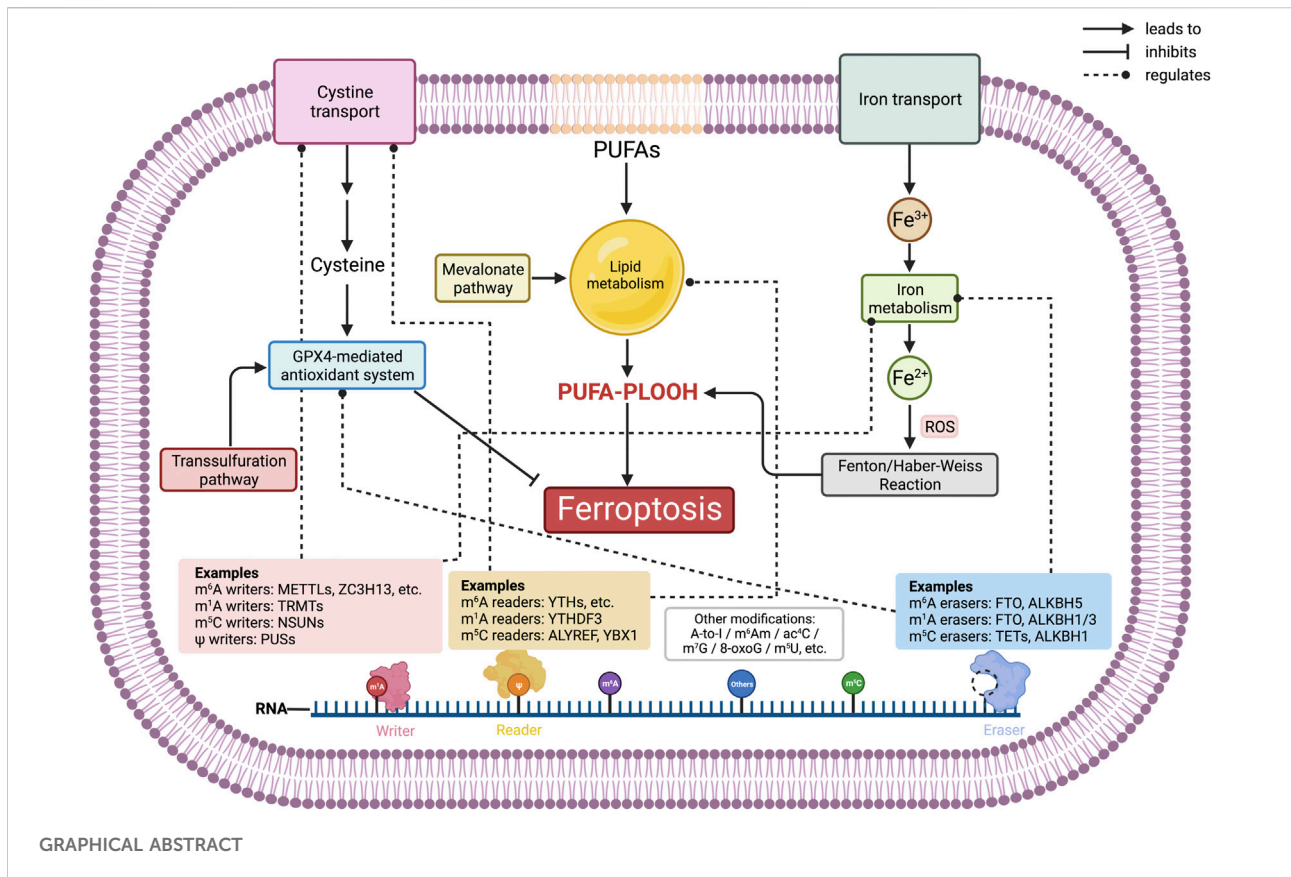 leads to
inhibits
regulates
Cystine
transport
Iron transport
PUFAs
Fe³⁺
Cysteine
Mevalonate
pathway
Lipid
metabolism
Iron
metabolism
GPX4-mediated
antioxidant system
Fe²⁺
PUFA-PLOOH
ROS
Transsulfuration
pathway
Fenton/Haber-Weiss
Reaction
Ferroptosis
Examples
m⁶A writers: METTLs, ZC3H13, etc.
m¹A writers: TRMTs
m⁵C writers: NSUNs
ψ writers: PUSs
Examples
m⁶A readers: YTHs, etc.
m¹A readers: YTHDF3
m⁵C readers: ALYREF, YBX1
Other modifications:
A-to-I / m⁶Am / ac⁴C /
m⁷G / 8-oxoG / m⁵U, etc.
Examples
m⁶A erasers: FTO, ALKBH5
m¹A erasers: FTO, ALKBH1/3
m⁵C erasers: TETs, ALKBH1
m¹A
ψ
m⁶A
Others
m⁵C
RNA
Writer
Reader
Eraser
GRAPHICAL ABSTRACT